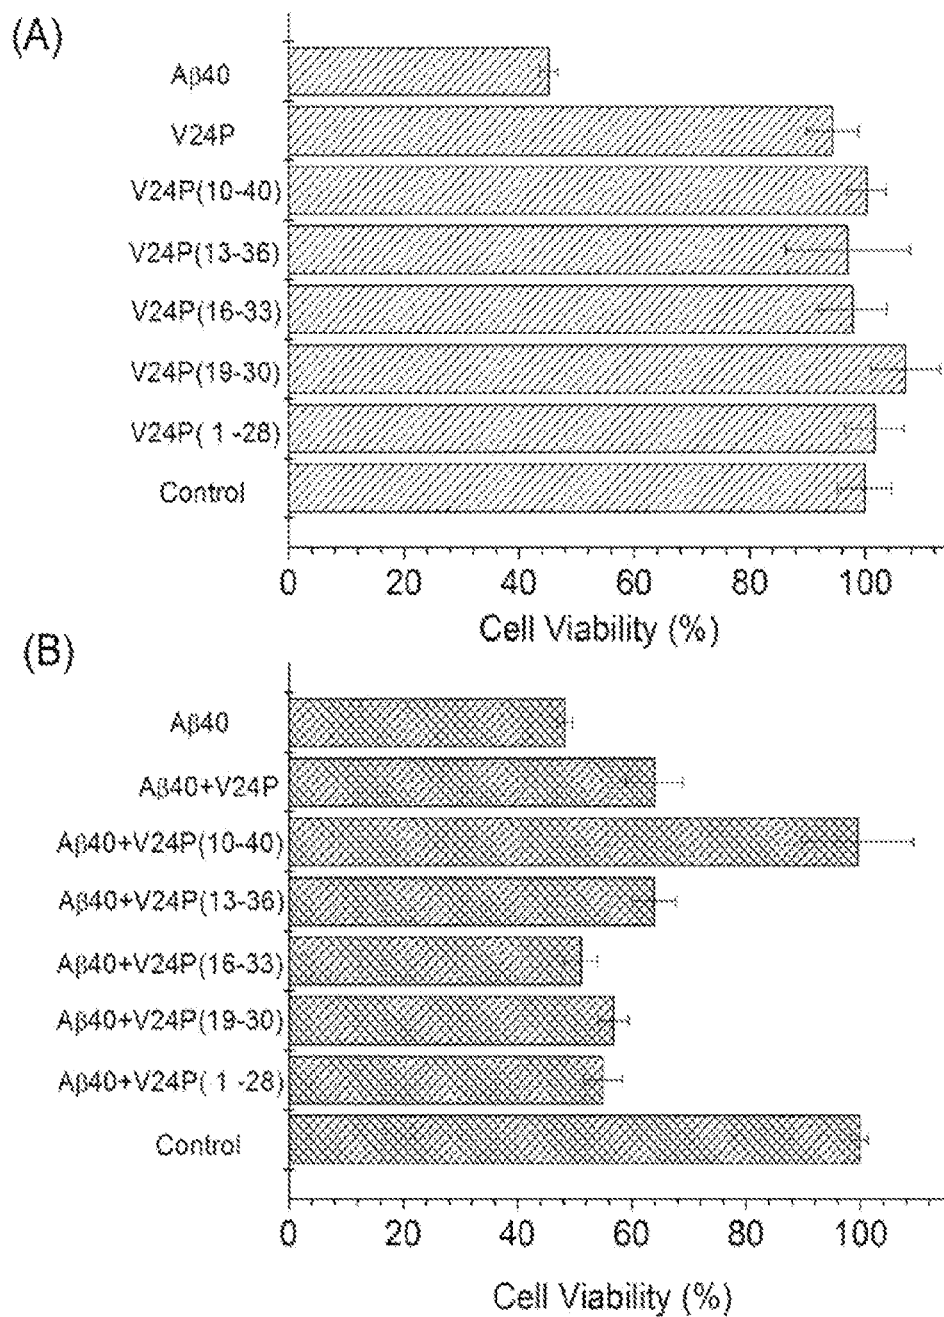 (A)
Aβ40
V24P
V24P(10-40)
V24P(13-36)
V24P(16-33)
V24P(19-30)
V24P( 1 -28)
Control
0 20 40 60 80 100
Cell Viability (%)
(B)
Aβ40
Aβ40+V24P
Aβ40+V24P(10-40)
Aβ40+V24P(13-36)
Aβ40+V24P(16-33)
Aβ40+V24P(19-30)
Aβ40+V24P( 1 -28)
Control
0 20 40 60 80 100
Cell Viability (%)